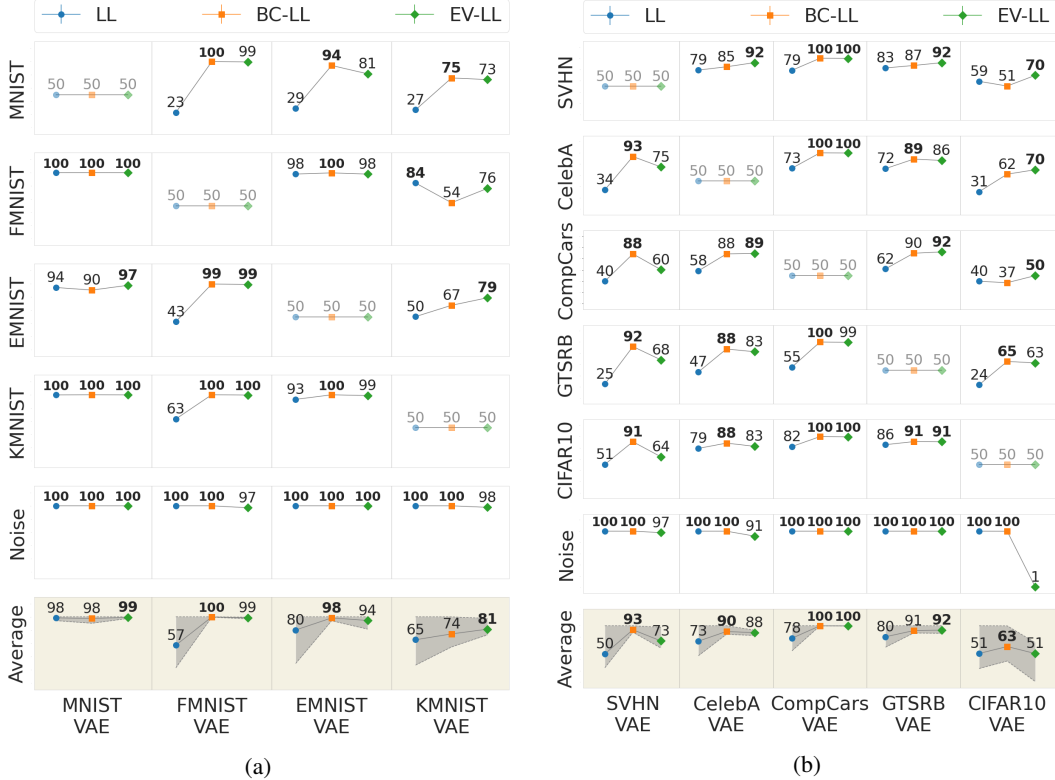 LL BC-LL EV-LL
MNIST
50 50 50 23 100 99 29 94 81 27 75 73
FMNIST
100 100 100 50 50 50 98 100 98 84 54 76
EMNIST
94 90 97 43 99 99 50 50 50 50 67 79
KMNIST
100 100 100 63 100 100 93 100 99 50 50 50
Noise
100 100 100 100 100 97 100 100 100 100 100 98
Average
98 98 99 57 100 99 80 98 94 65 74 81
MNIST FMNIST EMNIST KMNIST
VAE VAE VAE VAE
(a)
LL BC-LL EV-LL
SVHN
50 50 50 79 85 92 79 100 100 83 87 92 59 51 70
CelebA
34 93 75 50 50 50 73 100 100 72 89 86 31 62 70
CompCars
40 88 60 58 88 89 50 50 50 62 90 92 40 37 50
GTSRB
25 92 68 47 88 83 55 100 99 50 50 50 24 65 63
CIFAR10
51 91 64 79 88 83 82 100 100 86 91 91 50 50 50
Noise
100 100 97 100 100 91 100 100 100 100 100 100 100 100 1
Average
50 93 73 73 90 88 78 100 100 80 91 92 51 63 51
SVHN CelebA CompCars GTSRB CIFAR10
VAE VAE VAE VAE VAE
(b)